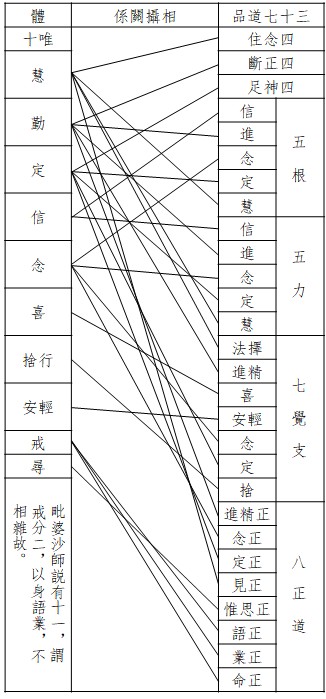 三十七道品
相攝關係
體
四念住
四正斷
四神足
五根
信
進
念
定
慧
五力
信
進
念
定
慧
七覺支
擇法
精進
喜
輕安
念
定
捨
八正道
正精進
正念
正定
正見
正思惟
正語
正業
正命
唯十
慧
勤
定
信
念
喜
行捨
輕安
戒
尋
毗婆沙師説有十一，謂
戒分二，以身語業，不
相雜故。